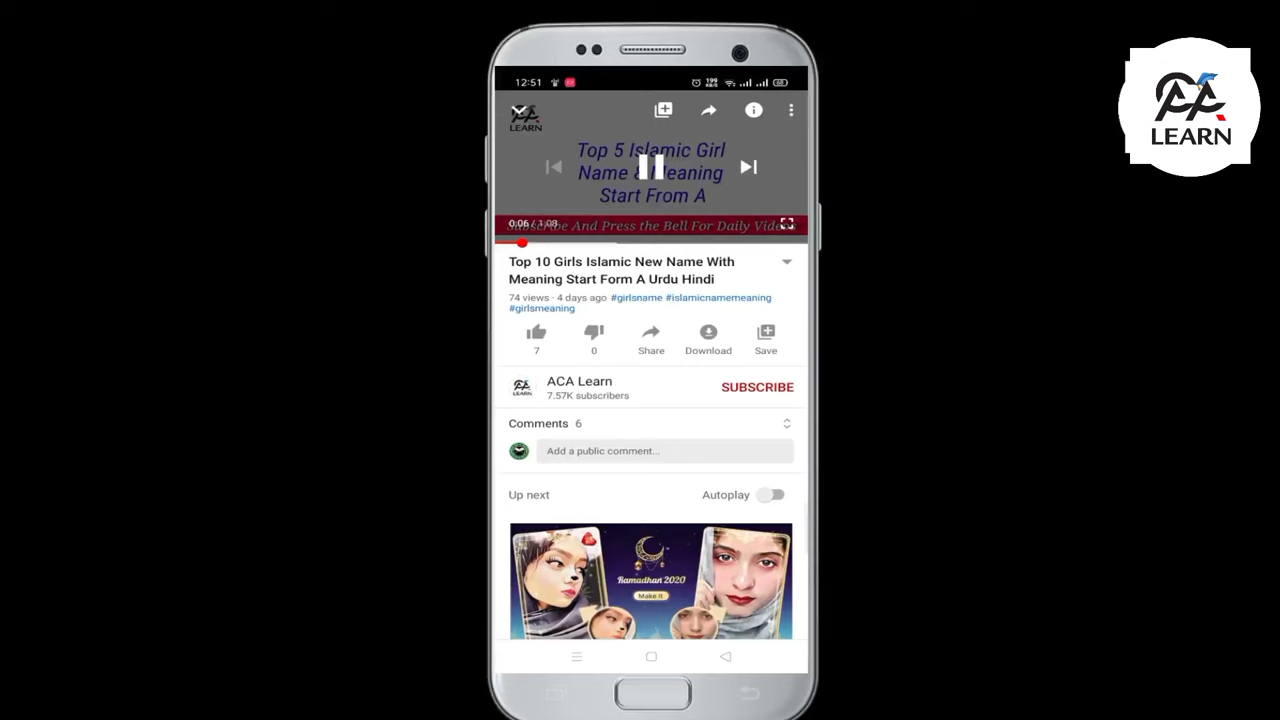 12:51
199
KB/S
LEARN
Top 5 Islamic Girl
Name & Meaning
Start From A
0:06 / 1:08
Subscribe And Press the Bell For Daily Videos
Top 10 Girls Islamic New Name With
Meaning Start Form A Urdu Hindi
74 views · 4 days ago #girlsname #islamicnamemeaning
#girlsmeaning
7
0
Share
Download
Save
ACA Learn
7.57K subscribers
SUBSCRIBE
LEARN
Comments 6
Add a public comment...
Up next
Autoplay
Ramadhan 2020
Make It
ACA
LEARN